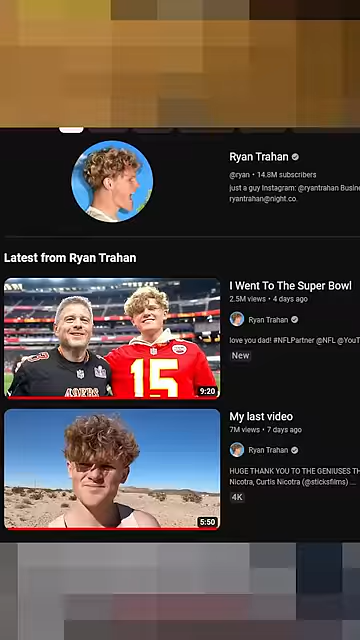 Ryan Trahan
@ryan • 14.8M subscribers
just a guy Instagram: @ryantrahan Busine
ryantrahan@night.co.
Latest from Ryan Trahan
I Went To The Super Bowl
2.5M views • 4 days ago
Ryan Trahan
love you dad! #NFLPartner @NFL @YouT
New
49ERS
15
9:20
My last video
7M views • 7 days ago
Ryan Trahan
HUGE THANK YOU TO THE GENIUSES TH
Nicotra, Curtis Nicotra (@sticksfilms) ...
4K
5:50